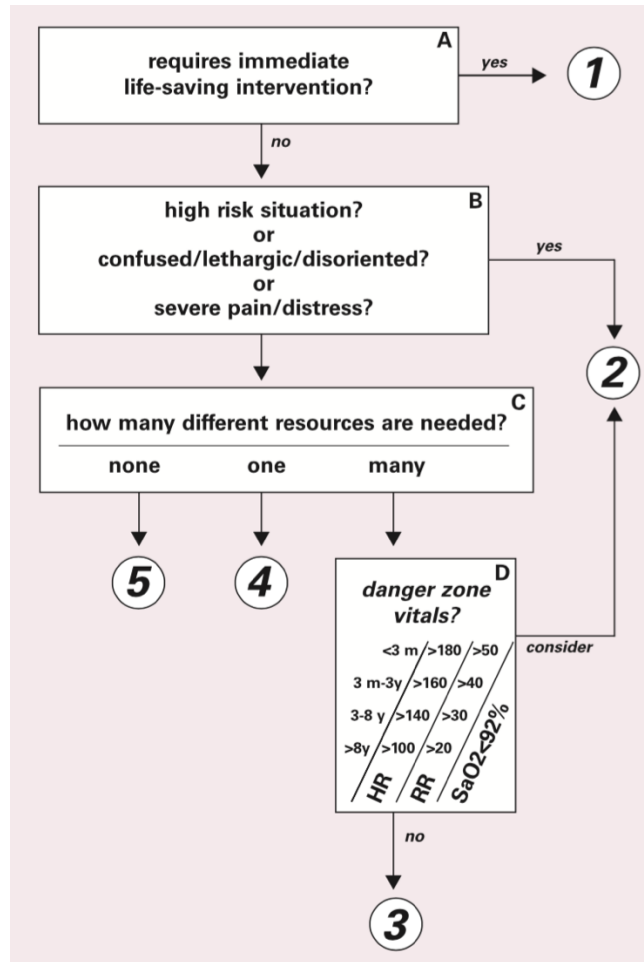 A
requires immediate
life-saving intervention?
yes
1
no
B
high risk situation?
or
confused/lethargic/disoriented?
or
severe pain/distress?
yes
2
C
how many different resources are needed?
none one many
5 4
D
danger zone
vitals?
consider
<3 m >180 >50
3 m-3y >160 >40
3-8 y >140 >30
>8y >100 >20
HR RR SaO2<92%
no
3